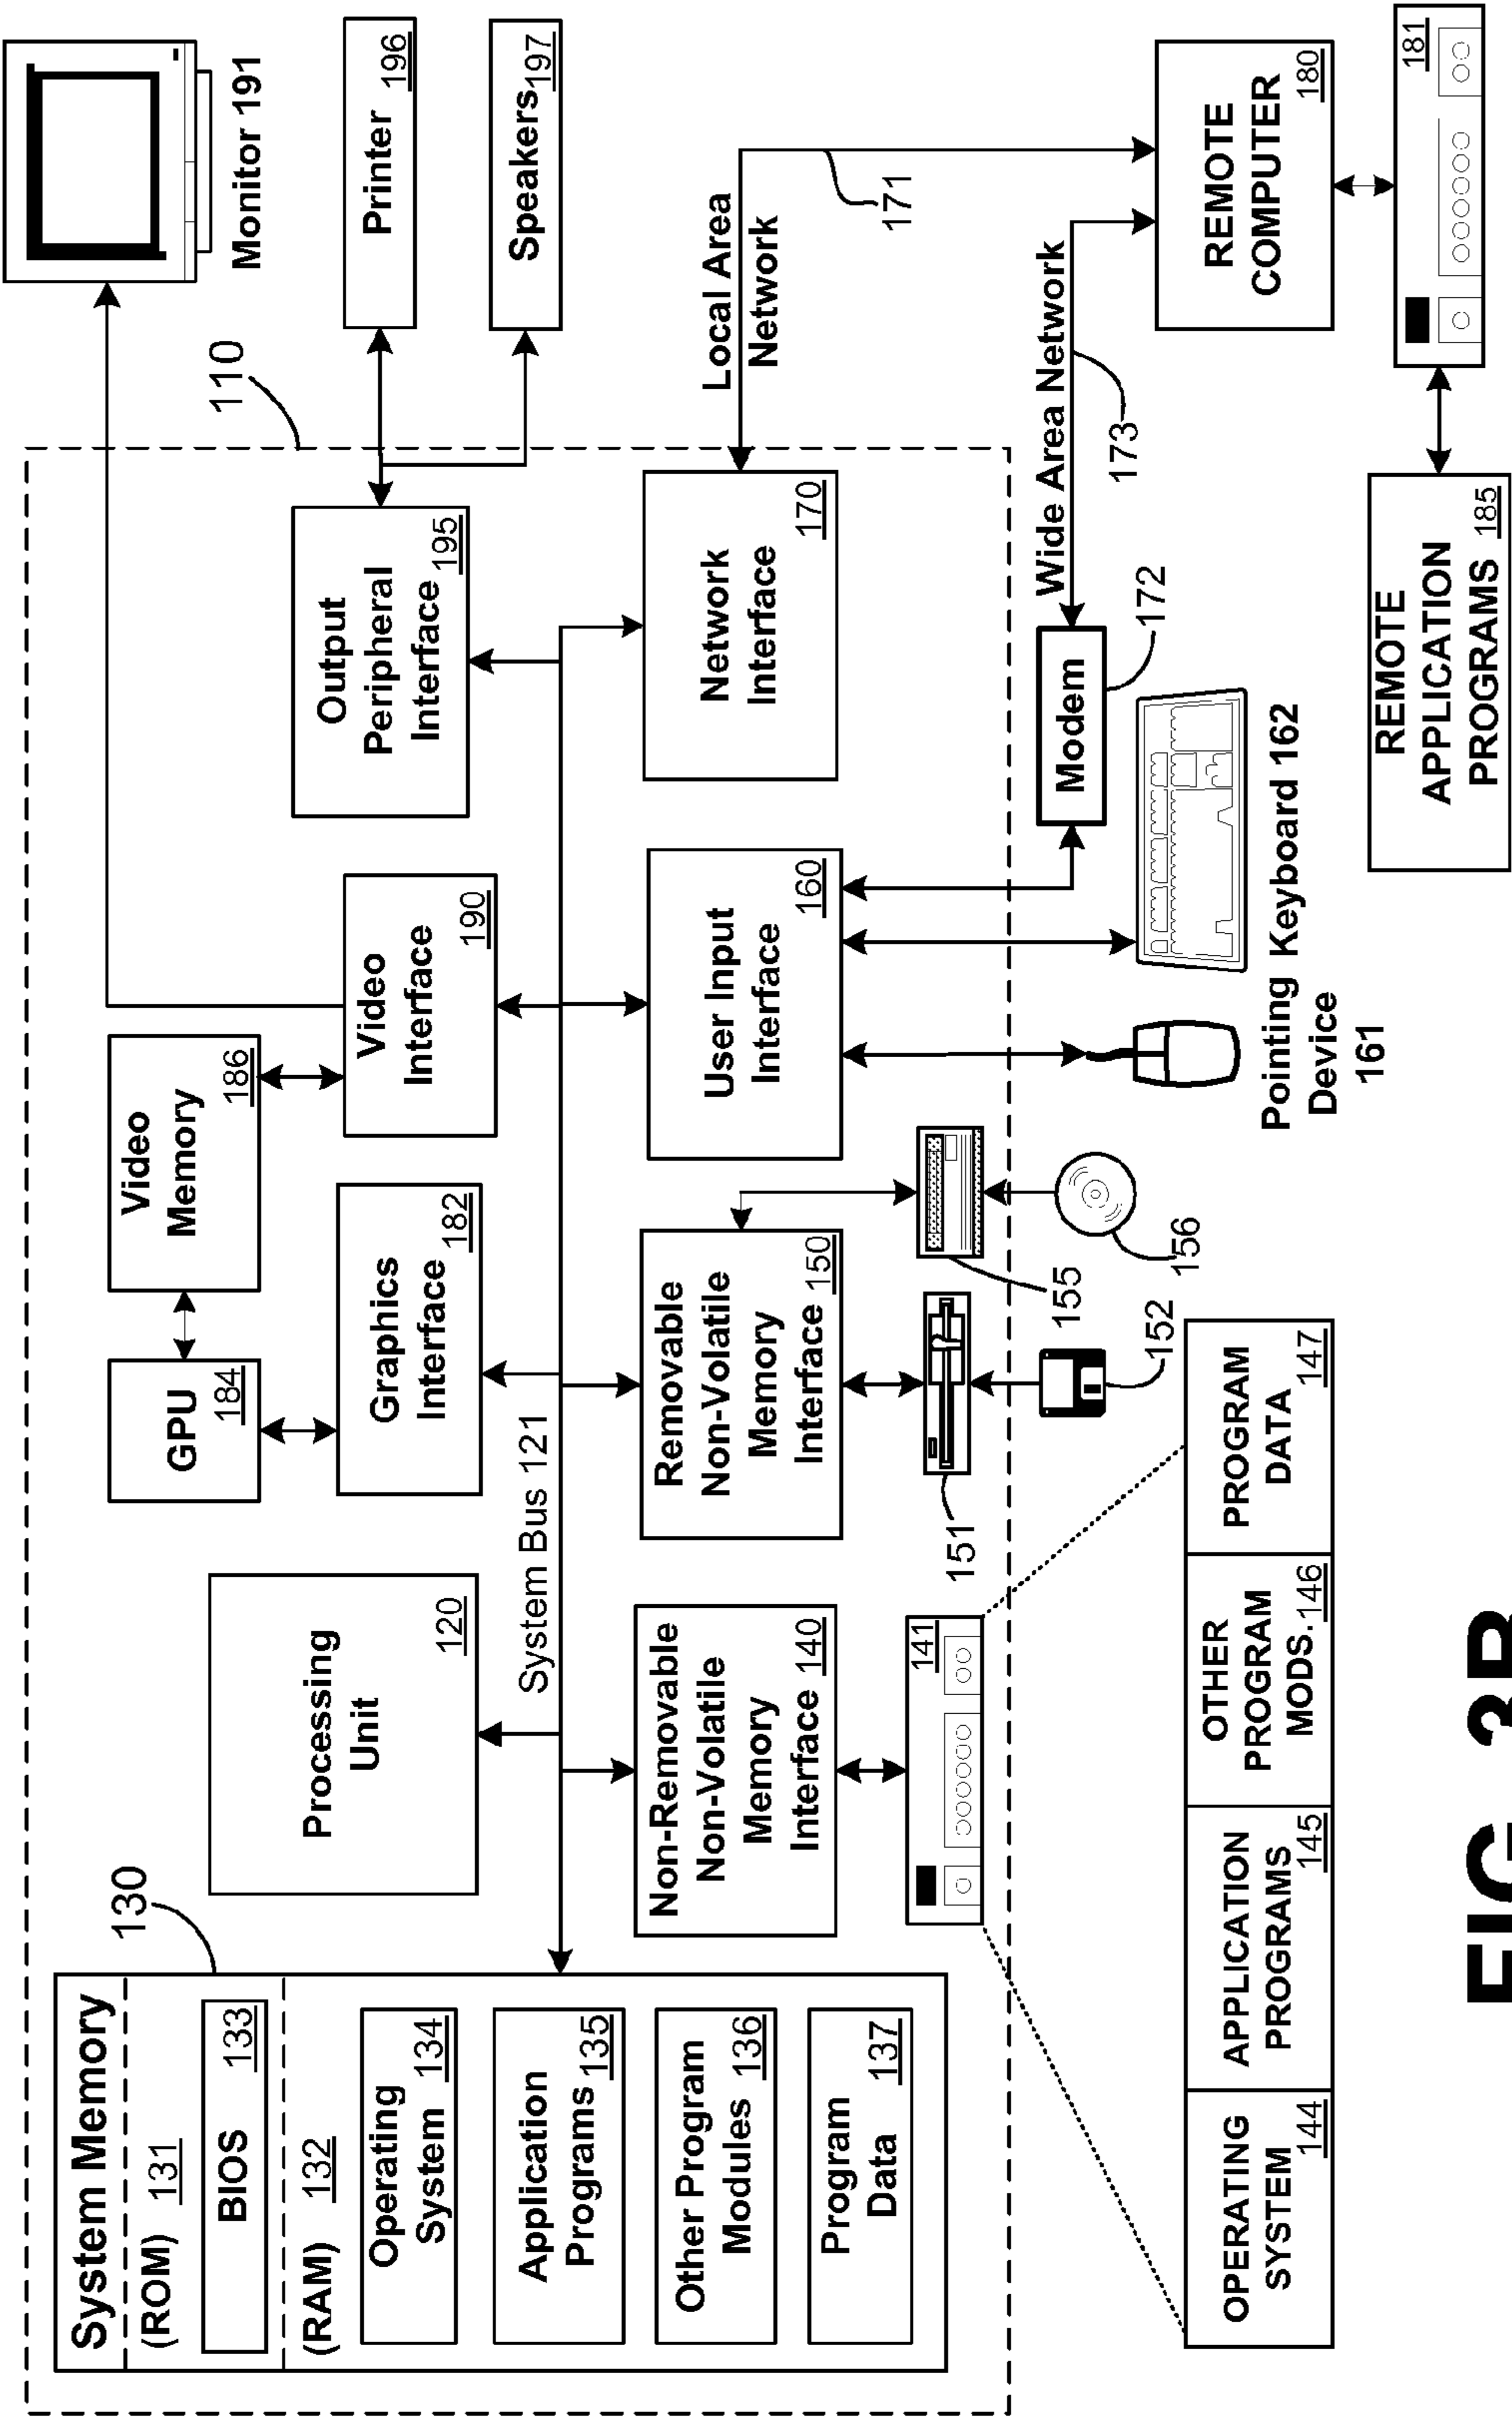 System Memory
(ROM) 131
BIOS 133
(RAM) 132
Operating
System 134
Application
Programs 135
Other Program
Modules 136
Program
Data 137
130
Processing
Unit
120
GPU
184
Video
Memory
186
Graphics
Interface
182
Video
Interface
190
Output
Peripheral
Interface 195
110
Monitor 191
Printer 196
Speakers 197
System Bus 121
Non-Removable
Non-Volatile
Memory
Interface 140
Removable
Non-Volatile
Memory
Interface 150
User Input
Interface
160
Network
Interface
170
Local Area
Network
171
141
151
152
155
156
Pointing
Device
161
Keyboard 162
Modem
172
Wide Area Network
173
REMOTE
COMPUTER
180
181
REMOTE
APPLICATION
PROGRAMS 185
OPERATING
SYSTEM 144
APPLICATION
PROGRAMS 145
OTHER
PROGRAM
MODS. 146
PROGRAM
DATA 147